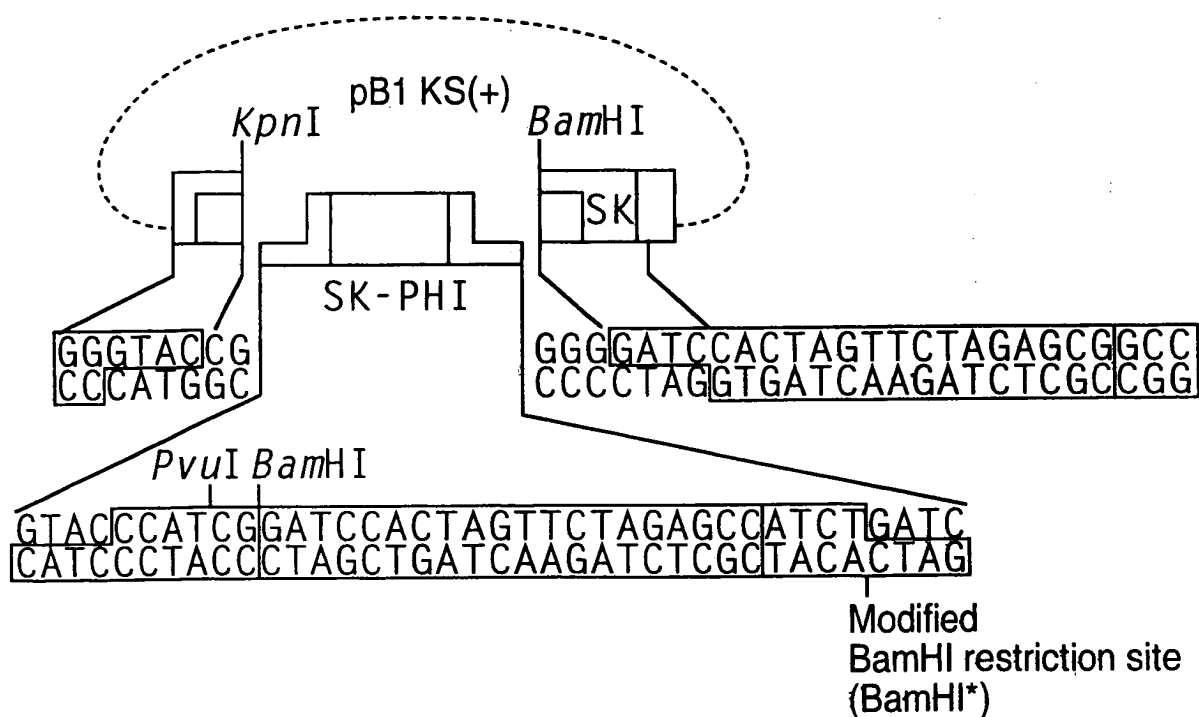 pB1 KS(+)
KpnI BamHI
SK
SK-PHI
GGGTACCG GGGGATCCACTAGTTCTAGAGCGGCC
CCCATGGC CCCCTAGGTGATCAAGATCTCGCCGG
PvuI BamHI
GTACCCATCGGATCCACTAGTTCTAGAGCCATCTGATC
CATCCCTACCCTAGCTGATCAAGATCTCGCTACACTAG
Modified
BamHI restriction site
(BamHI*)